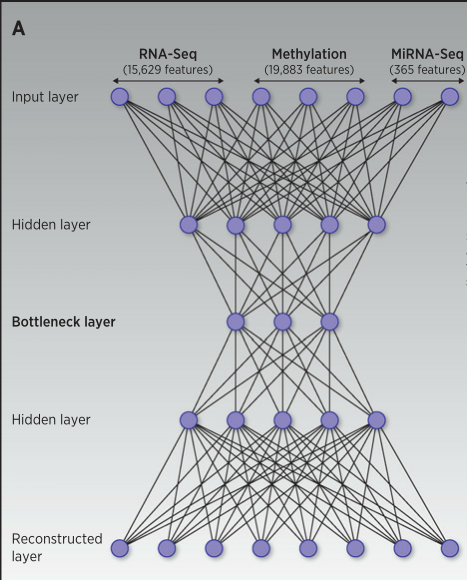 A
RNA-Seq
(15,629 features)
Methylation
(19,883 features)
MiRNA-Seq
(365 features)
Input layer
Hidden layer
Bottleneck layer
Hidden layer
Reconstructed
layer